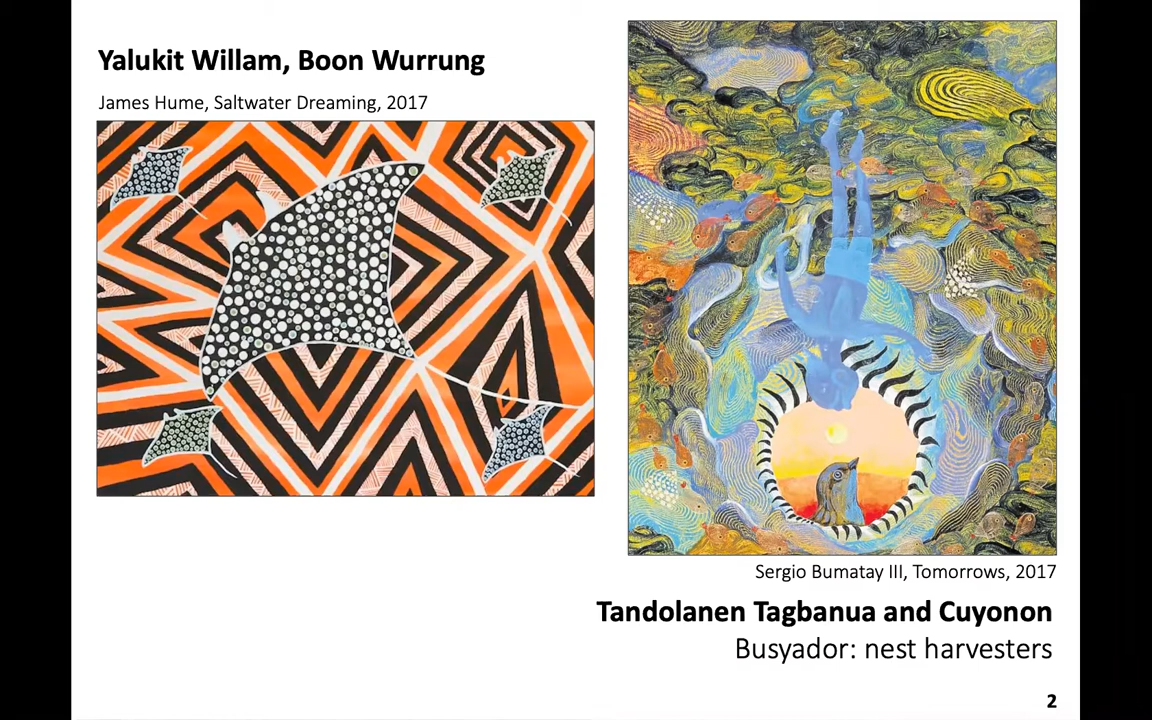 Yalukit Willam, Boon Wurrung
James Hume, Saltwater Dreaming, 2017
Sergio Bumatay III, Tomorrows, 2017
Tandolanen Tagbanua and Cuyonon
Busyador: nest harvesters
2